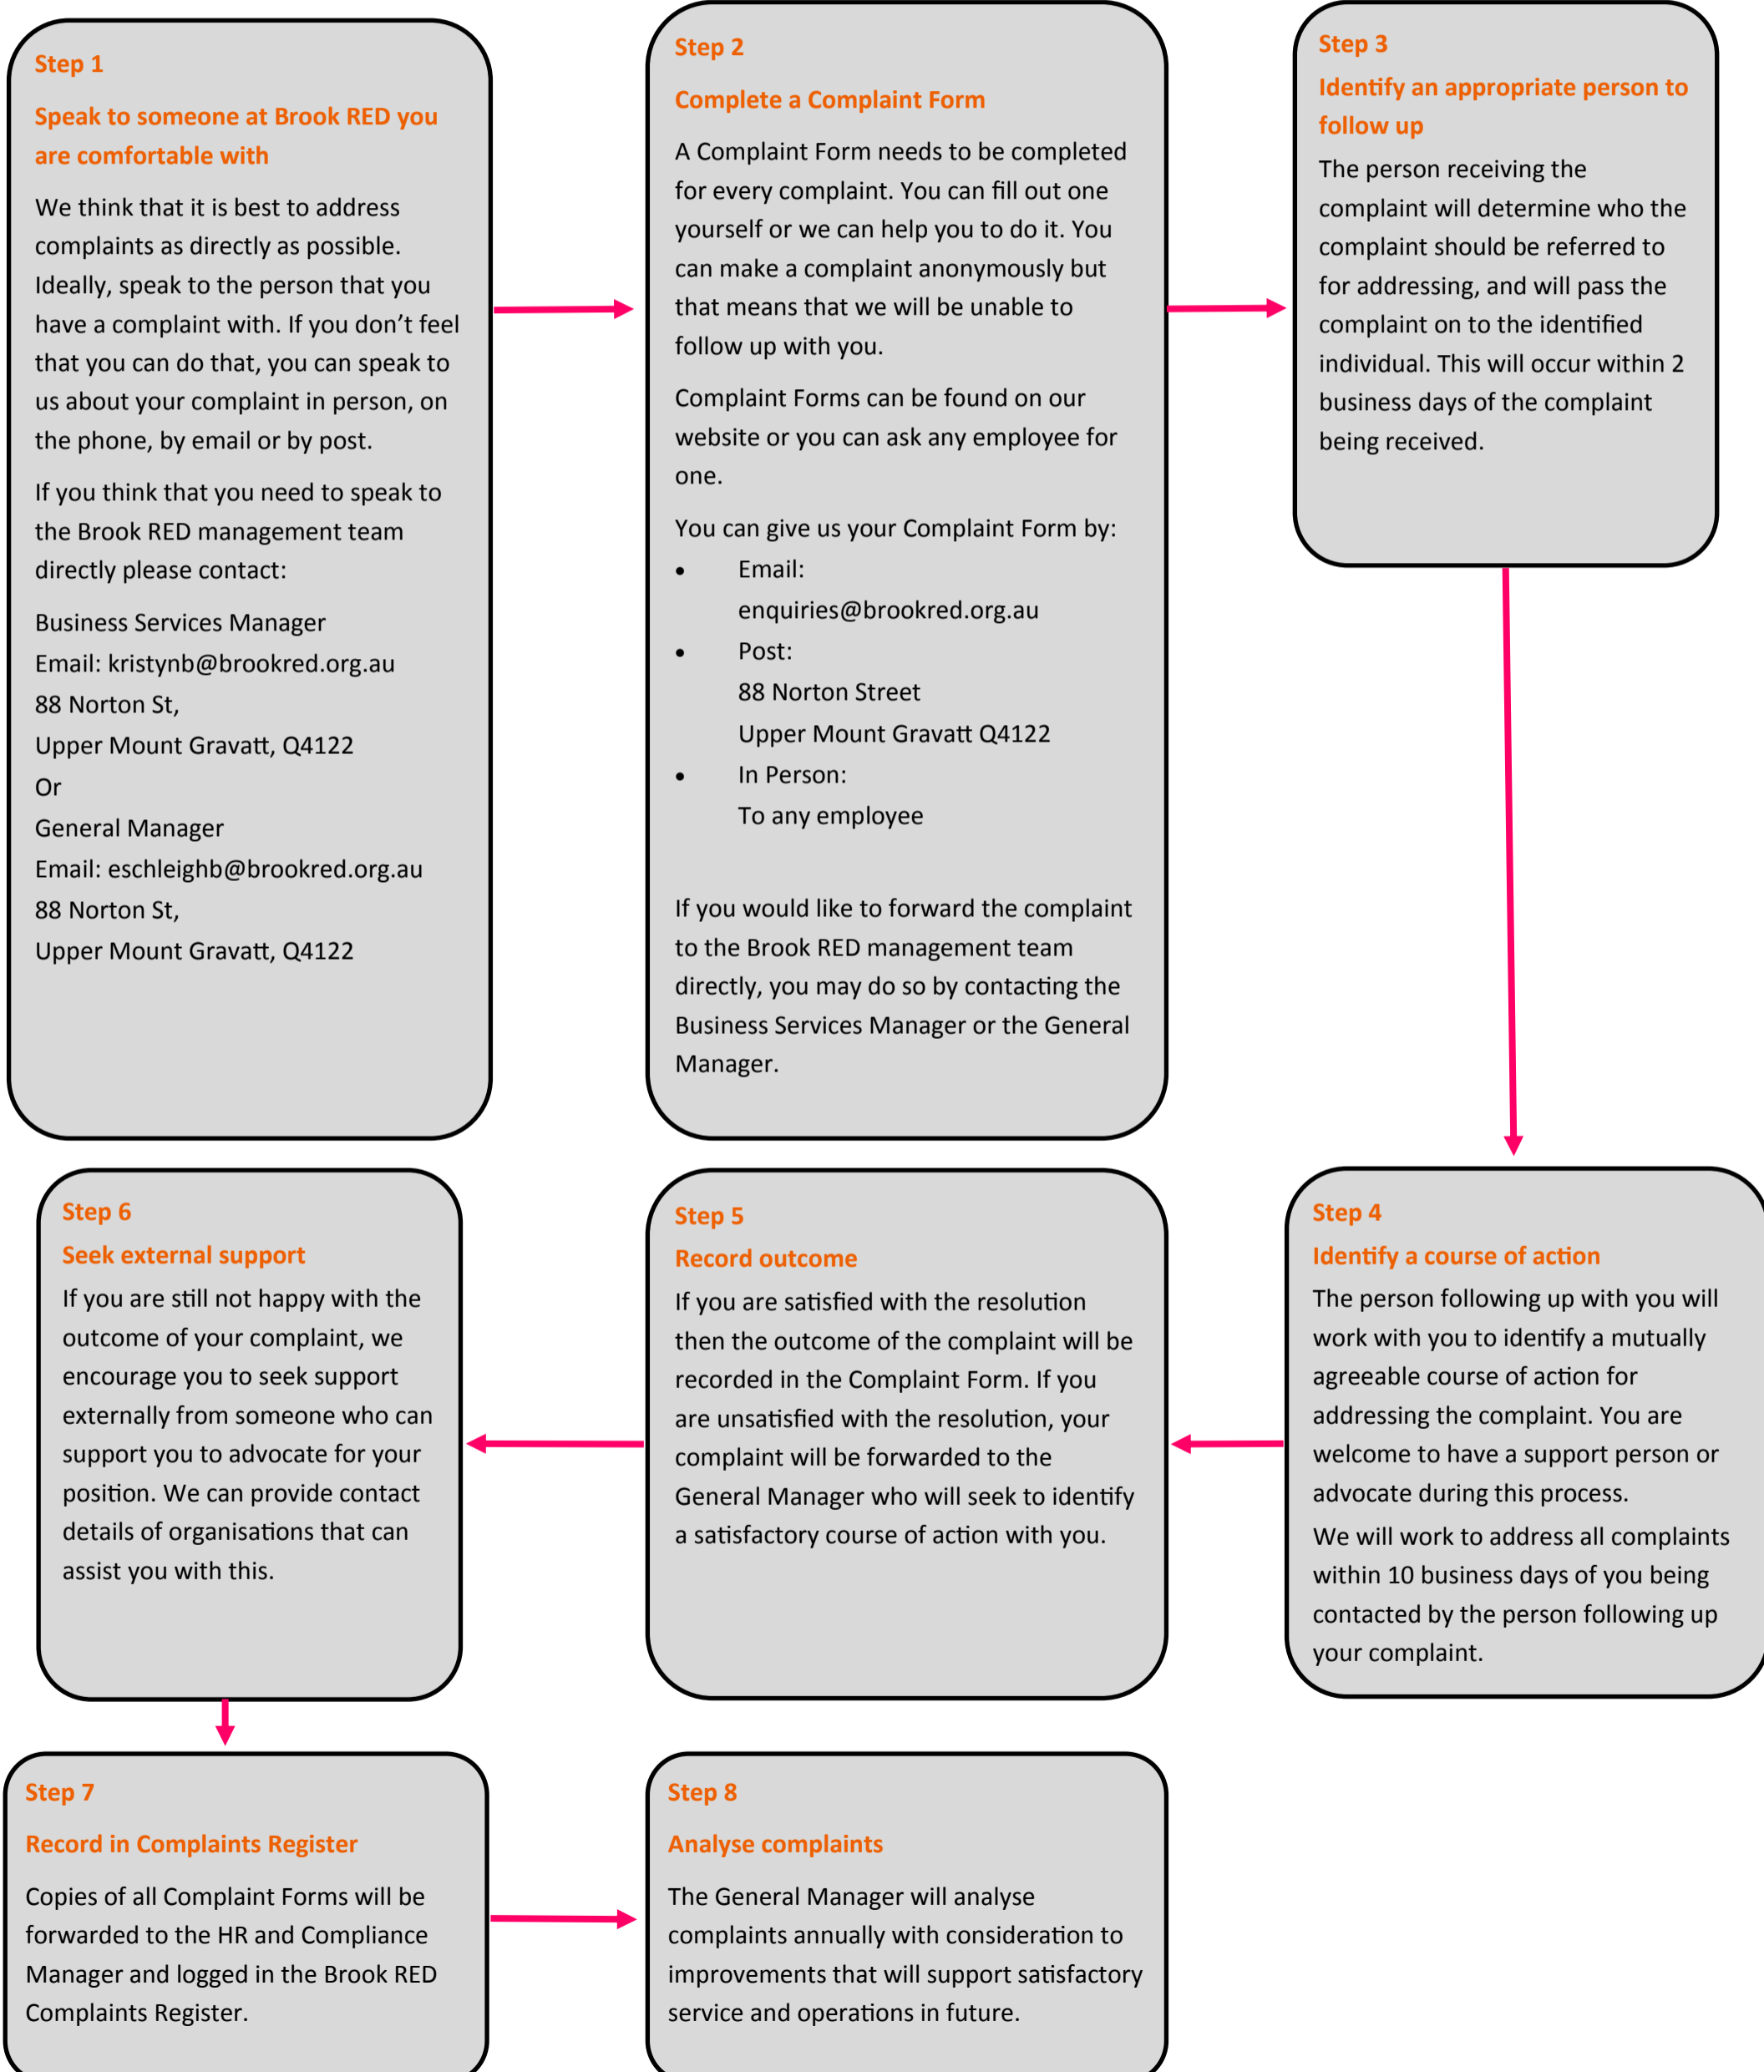 Step 1
Speak to someone at Brook RED you
are comfortable with
We think that it is best to address
complaints as directly as possible.
Ideally, speak to the person that you
have a complaint with. If you don’t feel
that you can do that, you can speak to
us about your complaint in person, on
the phone, by email or by post.
If you think that you need to speak to
the Brook RED management team
directly please contact:
Business Services Manager
Email: kristynb@brookred.org.au
88 Norton St,
Upper Mount Gravatt, Q4122
Or
General Manager
Email: eschleighb@brookred.org.au
88 Norton St,
Upper Mount Gravatt, Q4122
Step 2
Complete a Complaint Form
A Complaint Form needs to be completed
for every complaint. You can fill out one
yourself or we can help you to do it. You
can make a complaint anonymously but
that means that we will be unable to
follow up with you.
Complaint Forms can be found on our
website or you can ask any employee for
one.
You can give us your Complaint Form by:
• Email:
enquiries@brookred.org.au
• Post:
88 Norton Street
Upper Mount Gravatt Q4122
• In Person:
To any employee
If you would like to forward the complaint
to the Brook RED management team
directly, you may do so by contacting the
Business Services Manager or the General
Manager.
Step 3
Identify an appropriate person to
follow up
The person receiving the
complaint will determine who the
complaint should be referred to
for addressing, and will pass the
complaint on to the identified
individual. This will occur within 2
business days of the complaint
being received.
Step 4
Identify a course of action
The person following up with you will
work with you to identify a mutually
agreeable course of action for
addressing the complaint. You are
welcome to have a support person or
advocate during this process.
We will work to address all complaints
within 10 business days of you being
contacted by the person following up
your complaint.
Step 5
Record outcome
If you are satisfied with the resolution
then the outcome of the complaint will be
recorded in the Complaint Form. If you
are unsatisfied with the resolution, your
complaint will be forwarded to the
General Manager who will seek to identify
a satisfactory course of action with you.
Step 6
Seek external support
If you are still not happy with the
outcome of your complaint, we
encourage you to seek support
externally from someone who can
support you to advocate for your
position. We can provide contact
details of organisations that can
assist you with this.
Step 7
Record in Complaints Register
Copies of all Complaint Forms will be
forwarded to the HR and Compliance
Manager and logged in the Brook RED
Complaints Register.
Step 8
Analyse complaints
The General Manager will analyse
complaints annually with consideration to
improvements that will support satisfactory
service and operations in future.